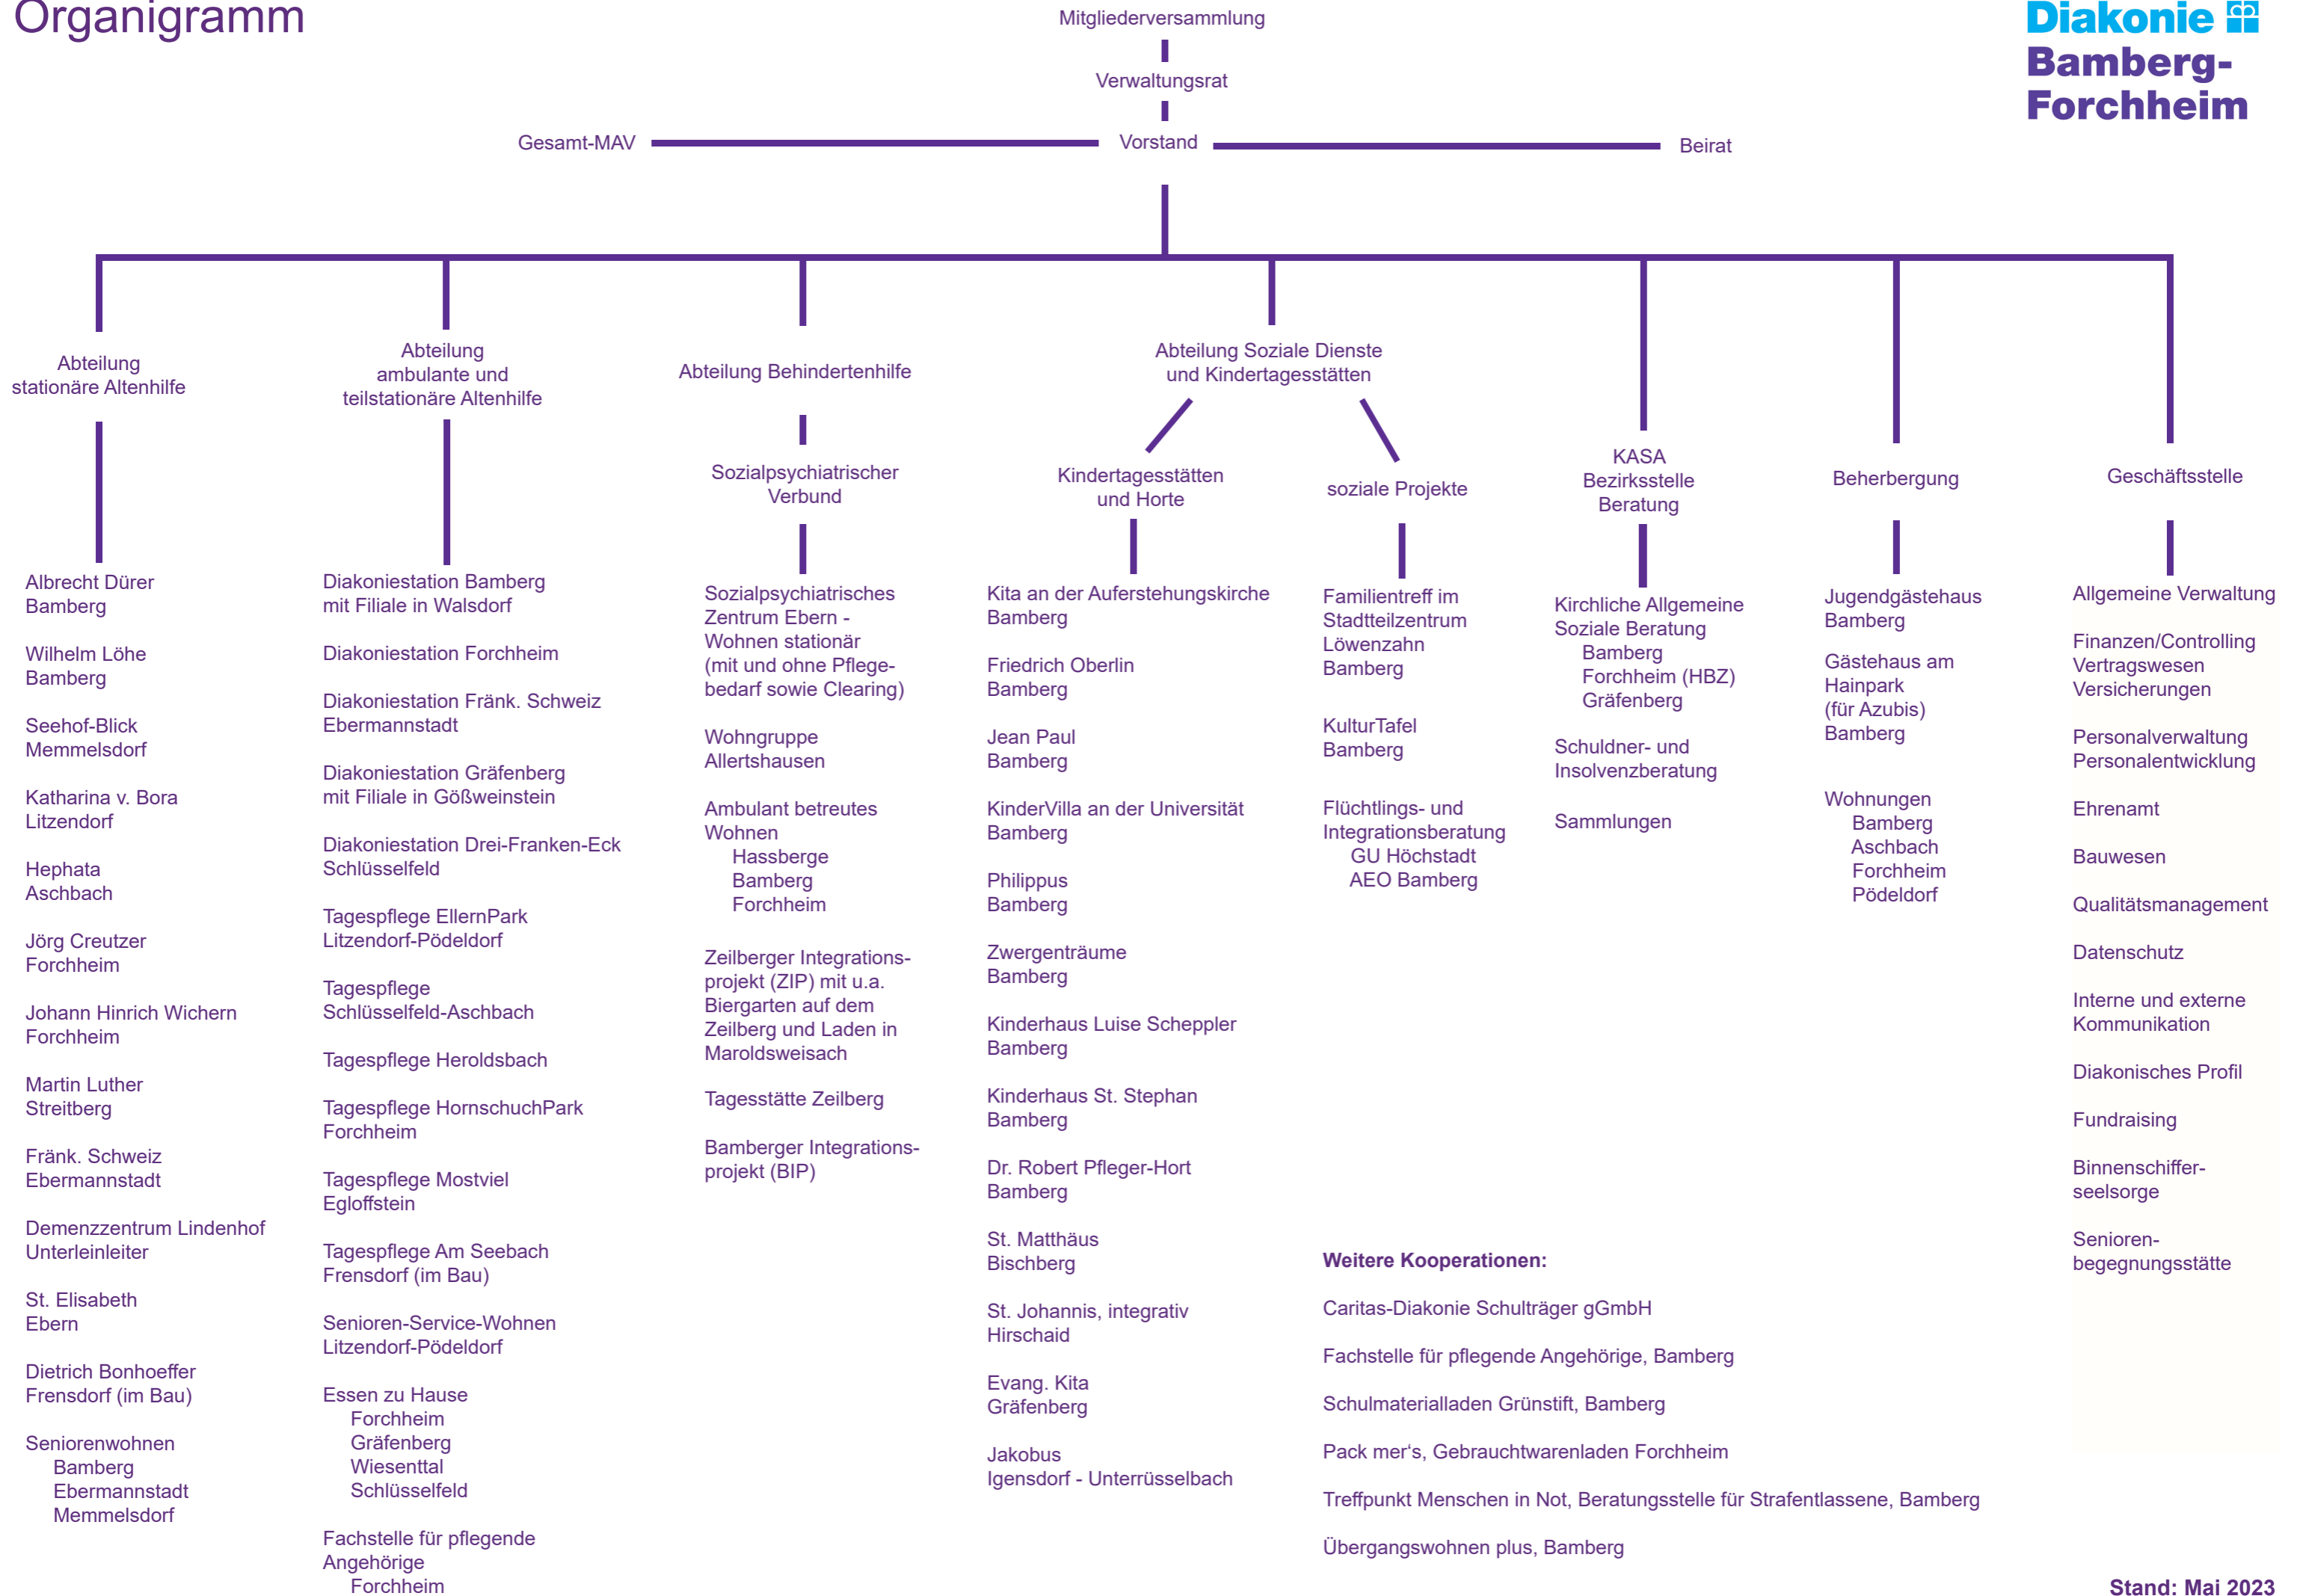 Organigramm
Diakonie
Bamberg-
Forchheim
Mitgliederversammlung
Verwaltungsrat
Gesamt-MAV
Vorstand
Beirat
Abteilung
stationäre Altenhilfe
Albrecht Dürer
Bamberg
Wilhelm Löhe
Bamberg
Seehof-Blick
Memmelsdorf
Katharina v. Bora
Litzendorf
Hephata
Aschbach
Jörg Creutzer
Forchheim
Johann Hinrich Wichern
Forchheim
Martin Luther
Streitberg
Fränk. Schweiz
Ebermannstadt
Demenzzentrum Lindenhof
Unterleinleiter
St. Elisabeth
Ebern
Dietrich Bonhoeffer
Frensdorf (im Bau)
Seniorenwohnen
Bamberg
Ebermannstadt
Memmelsdorf
Abteilung
ambulante und
teilstationäre Altenhilfe
Diakoniestation Bamberg
mit Filiale in Walsdorf
Diakoniestation Forchheim
Diakoniestation Fränk. Schweiz
Ebermannstadt
Diakoniestation Gräfenberg
mit Filiale in Gößweinstein
Diakoniestation Drei-Franken-Eck
Schlüsselfeld
Tagespflege EllernPark
Litzendorf-Pödeldorf
Tagespflege
Schlüsselfeld-Aschbach
Tagespflege Heroldsbach
Tagespflege HornschuchPark
Forchheim
Tagespflege Mostviel
Egloffstein
Tagespflege Am Seebach
Frensdorf (im Bau)
Senioren-Service-Wohnen
Litzendorf-Pödeldorf
Essen zu Hause
Forchheim
Gräfenberg
Wiesenttal
Schlüsselfeld
Fachstelle für pflegende
Angehörige
Forchheim
Abteilung Behindertenhilfe
Sozialpsychiatrischer
Verbund
Sozialpsychiatrisches
Zentrum Ebern -
Wohnen stationär
(mit und ohne Pflege-
bedarf sowie Clearing)
Wohngruppe
Allertshausen
Ambulant betreutes
Wohnen
Hassberge
Bamberg
Forchheim
Zeilberger Integrations-
projekt (ZIP) mit u.a.
Biergarten auf dem
Zeilberg und Laden in
Maroldsweisach
Tagesstätte Zeilberg
Bamberger Integrations-
projekt (BIP)
Abteilung Soziale Dienste
und Kindertagesstätten
Kindertagesstätten
und Horte
Kita an der Auferstehungskirche
Bamberg
Friedrich Oberlin
Bamberg
Jean Paul
Bamberg
KinderVilla an der Universität
Bamberg
Philippus
Bamberg
Zwergenträume
Bamberg
Kinderhaus Luise Scheppler
Bamberg
Kinderhaus St. Stephan
Bamberg
Dr. Robert Pfleger-Hort
Bamberg
St. Matthäus
Bischberg
St. Johannis, integrativ
Hirschaid
Evang. Kita
Gräfenberg
Jakobus
Igensdorf - Unterrüsselbach
soziale Projekte
Familientreff im
Stadtteilzentrum
Löwenzahn
Bamberg
KulturTafel
Bamberg
Flüchtlings- und
Integrationsberatung
GU Höchstadt
AEO Bamberg
KASA
Bezirksstelle
Beratung
Kirchliche Allgemeine
Soziale Beratung
Bamberg
Forchheim (HBZ)
Gräfenberg
Schuldner- und
Insolvenzberatung
Sammlungen
Beherbergung
Jugendgästehaus
Bamberg
Gästehaus am
Hainpark
(für Azubis)
Bamberg
Wohnungen
Bamberg
Aschbach
Forchheim
Pödeldorf
Geschäftsstelle
Allgemeine Verwaltung
Finanzen/Controlling
Vertragswesen
Versicherungen
Personalverwaltung
Personalentwicklung
Ehrenamt
Bauwesen
Qualitätsmanagement
Datenschutz
Interne und externe
Kommunikation
Diakonisches Profil
Fundraising
Binnenschiffer-
seelsorge
Senioren-
begegnungsstätte
Weitere Kooperationen:
Caritas-Diakonie Schulträger gGmbH
Fachstelle für pflegende Angehörige, Bamberg
Schulmaterialladen Grünstift, Bamberg
Pack mer‘s, Gebrauchtwarenladen Forchheim
Treffpunkt Menschen in Not, Beratungsstelle für Strafentlassene, Bamberg
Übergangswohnen plus, Bamberg
Stand: Mai 2023